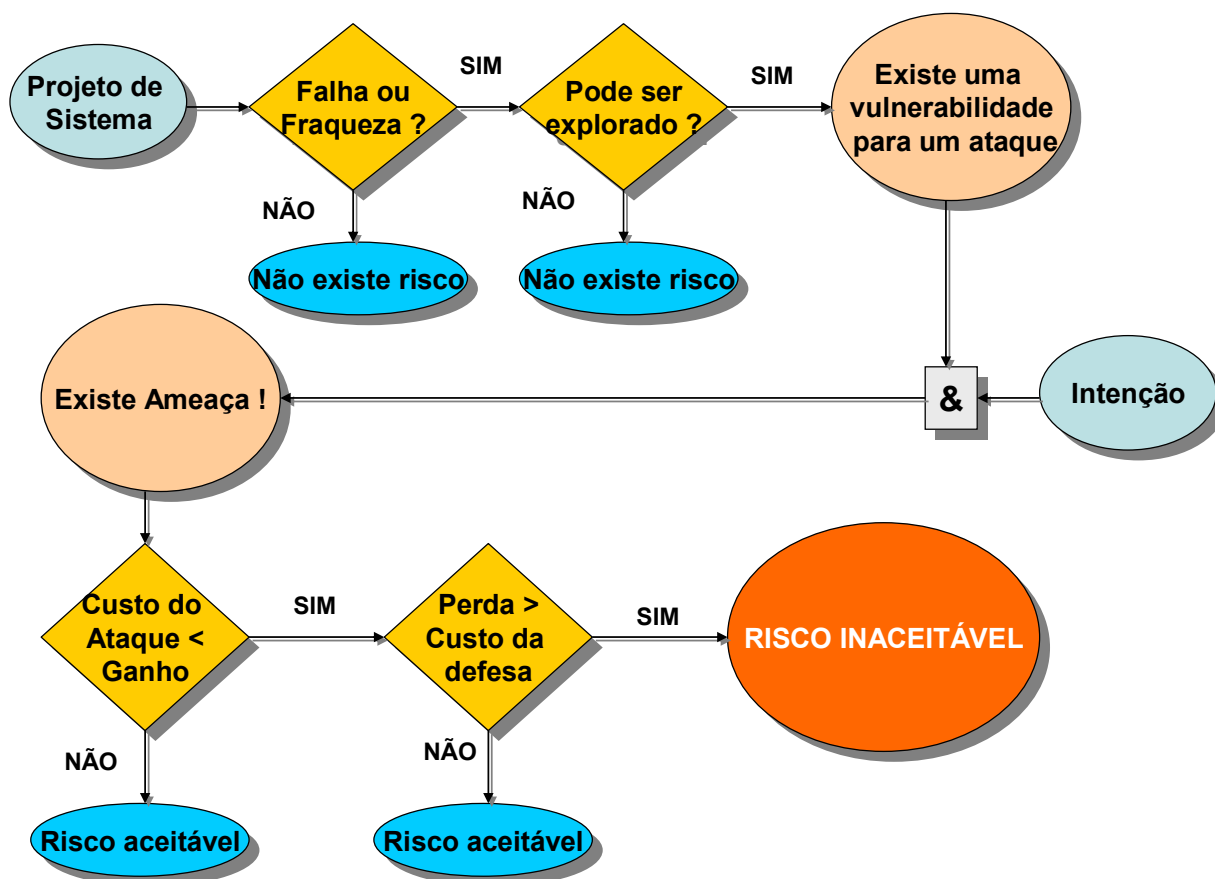 Projeto de
Sistema
Falha ou
Fraqueza ?
SIM
Pode ser
explorado ?
SIM
Existe uma
vulnerabilidade
para um ataque
NÃO
NÃO
Não existe risco
Não existe risco
Existe Ameaça !
&
Intenção
Custo do
Ataque <
Ganho
SIM
Perda >
Custo da
defesa
SIM
RISCO INACEITÁVEL
NÃO
NÃO
Risco aceitável
Risco aceitável